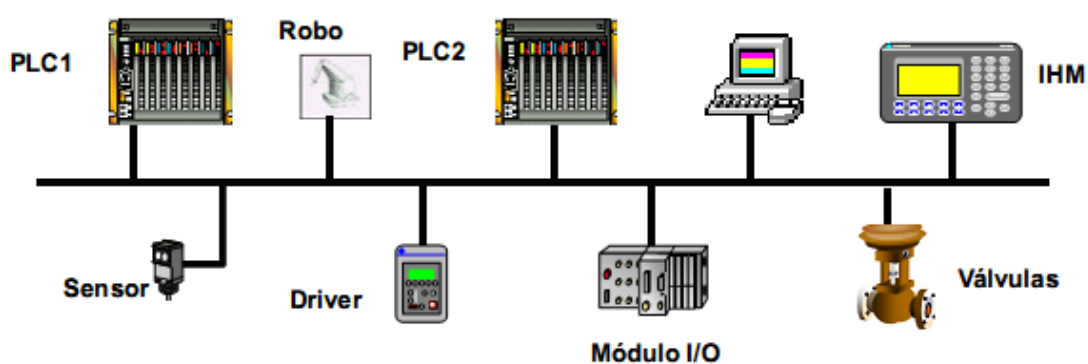 PLC1
Robo
PLC2
IHM
Sensor
Driver
Módulo I/O
Válvulas